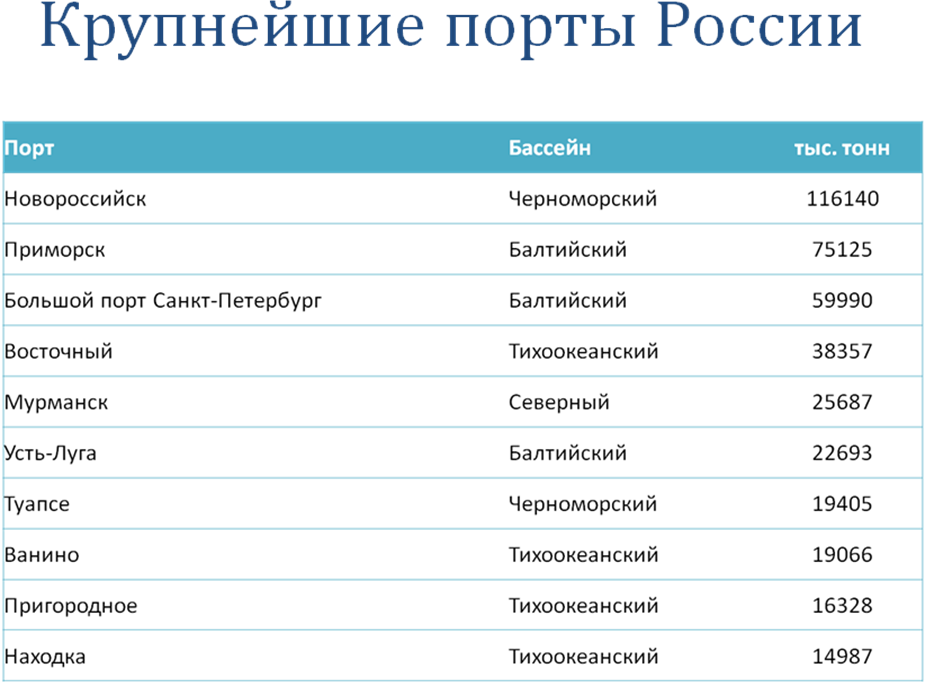 Крупнейшие порты России
Порт Бассейн тыс. тонн
Новороссийск Черноморский 116140
Приморск Балтийский 75125
Большой порт Санкт-Петербург Балтийский 59990
Восточный Тихоокеанский 38357
Мурманск Северный 25687
Усть-Луга Балтийский 22693
Туапсе Черноморский 19405
Ванино Тихоокеанский 19066
Пригородное Тихоокеанский 16328
Находка Тихоокеанский 14987